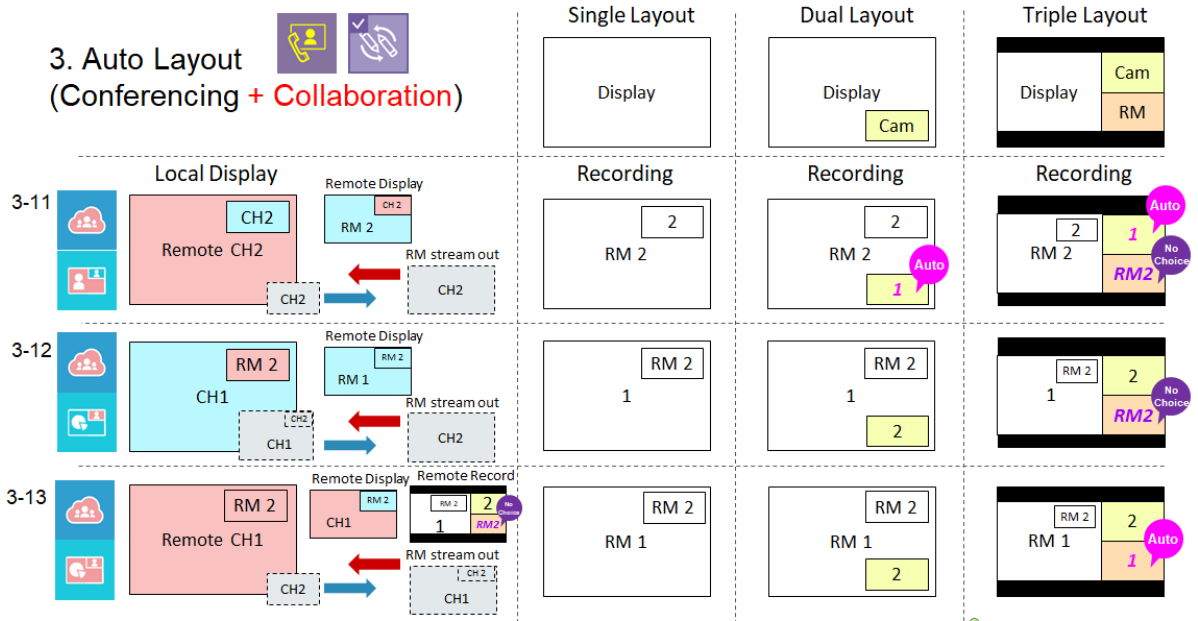 3. Auto Layout
(Conferencing + Collaboration)
Single Layout
Dual Layout
Triple Layout
Display
Display
Cam
Display
Cam
RM
3-11
Local Display
CH2
Remote CH2
CH2
Remote Display
CH 2
RM 2
RM stream out
CH2
Recording
2
RM 2
Recording
2
RM 2
Auto
1
Recording
Auto
2
1
RM 2
No
Choice
RM2
3-12
RM 2
CH1
CH2
CH1
Remote Display
RM 2
RM 1
RM stream out
CH2
RM 2
1
RM 2
1
2
RM 2
2
1
No
Choice
RM2
3-13
RM 2
Remote CH1
CH2
Remote Display
RM 2
CH1
Remote Record
RM 2
2
No
Choice
1
RM2
RM stream out
CH 2
CH1
RM 2
RM 1
RM 2
RM 1
2
RM 2
2
RM 1
Auto
1